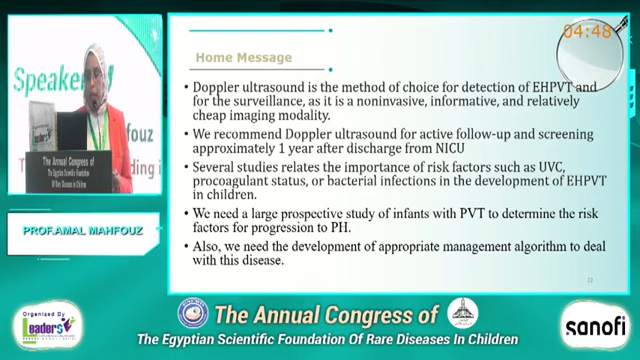 04:48
Speake
The Annual Congress of
The Egyptian Scientific Foundation
Of Rare Diseases In Children
fouz
ding in
PROF.AMAL MAHFOUZ
Home Message
• Doppler ultrasound is the method of choice for detection of EHPVT and
for the surveillance, as it is a noninvasive, informative, and relatively
cheap imaging modality.
• We recommend Doppler ultrasound for active follow-up and screening
approximately 1 year after discharge from NICU
• Several studies relates the importance of risk factors such as UVC,
procoagulant status, or bacterial infections in the development of EHPVT
in children.
• We need a large prospective study of infants with PVT to determine the risk
factors for progression to PH.
• Also, we need the development of appropriate management algorithm to deal
with this disease.
22
Organised By
Leaders
The Annual Congress of
The Egyptian Scientific Foundation Of Rare Diseases In Children
sanofi